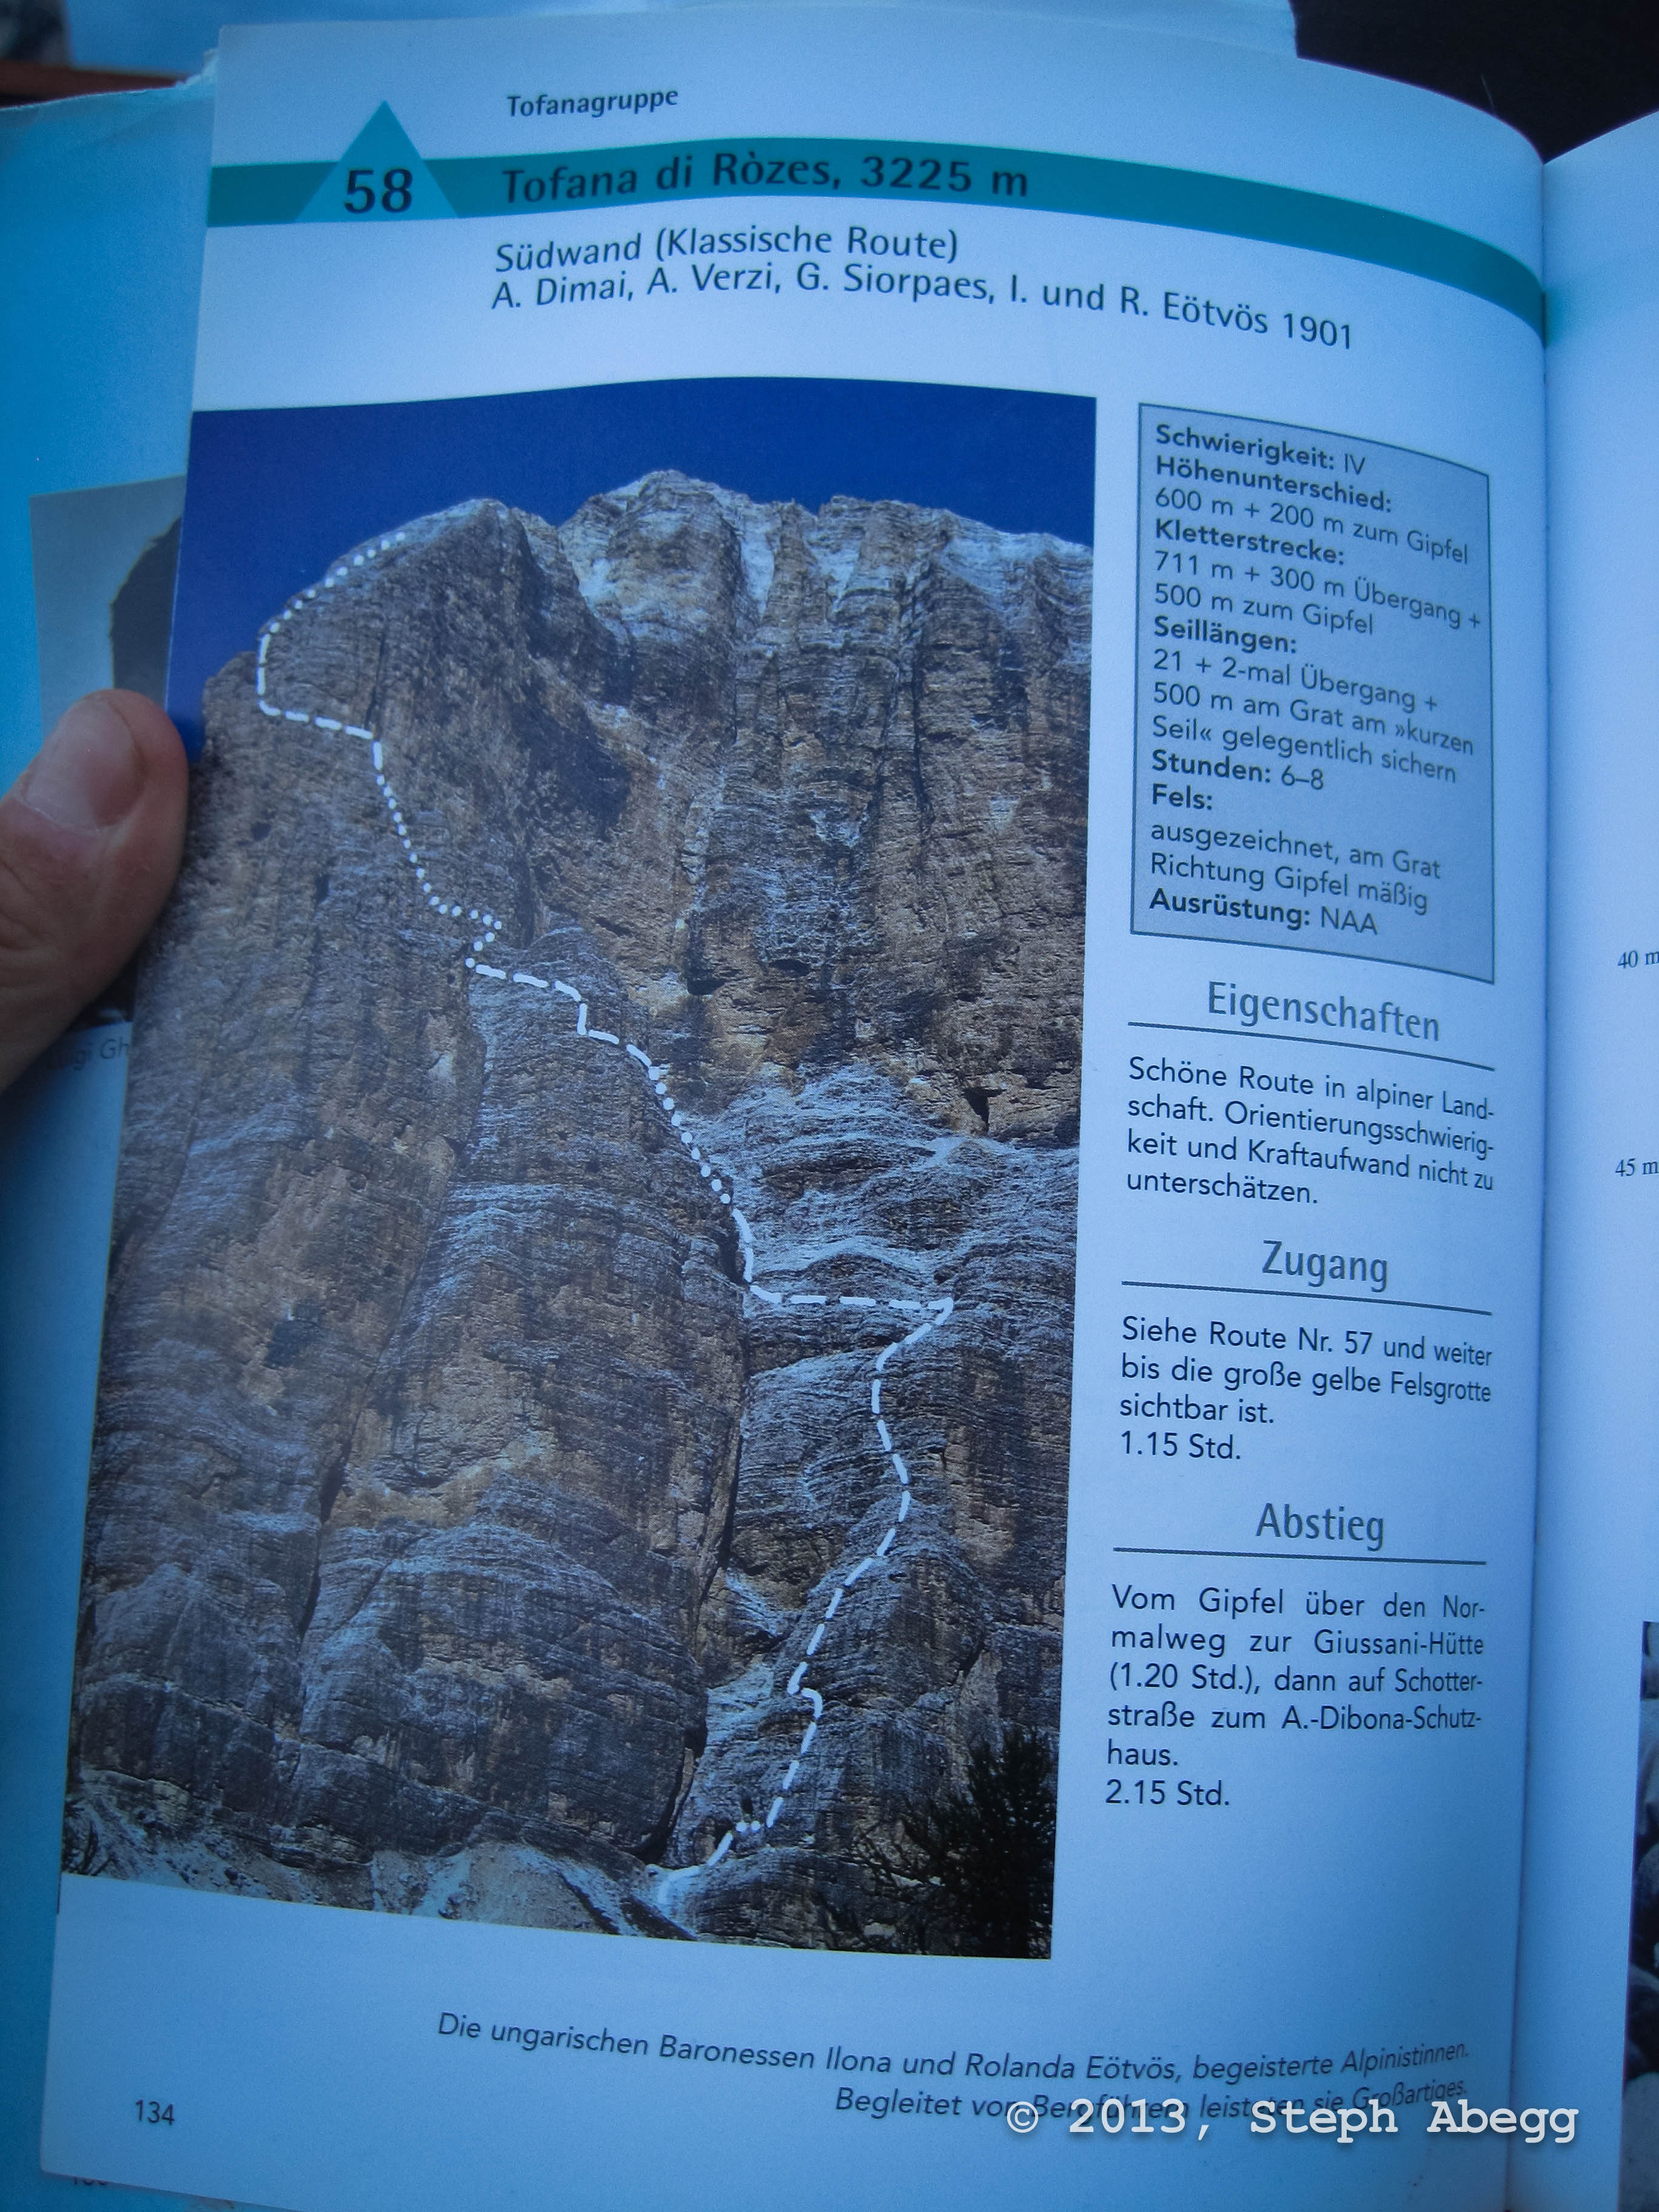 Tofanagruppe
58
Tofana di Ròzes, 3225 m
Südwand (Klassische Route)
A. Dimai, A. Verzi, G. Siorpaes, I. und R. Eötvös 1901
Schwierigkeit: IV
Höhenunterschied:
600 m + 200 m zum Gipfel
Kletterstrecke:
711 m + 300 m Übergang +
500 m zum Gipfel
Seillängen:
21 + 2-mal Übergang +
500 m am Grat am »kurzen
Seil« gelegentlich sichern
Stunden: 6–8
Fels:
ausgezeichnet, am Grat
Richtung Gipfel mäßig
Ausrüstung: NAA
Eigenschaften
Schöne Route in alpiner Land-
schaft. Orientierungsschwierig-
keit und Kraftaufwand nicht zu
unterschätzen.
Zugang
Siehe Route Nr. 57 und weiter
bis die große gelbe Felsgrotte
sichtbar ist.
1.15 Std.
Abstieg
Vom Gipfel über den Nor-
malweg zur Giussani-Hütte
(1.20 Std.), dann auf Schotter-
straße zum A.-Dibona-Schutz-
haus.
2.15 Std.
Die ungarischen Baronessen Ilona und Rolanda Eötvös, begeisterte Alpinistinnen.
Begleitet von Bergführern leisteten sie Großartiges.
134
40 m
45 m
© 2013, Steph Abegg